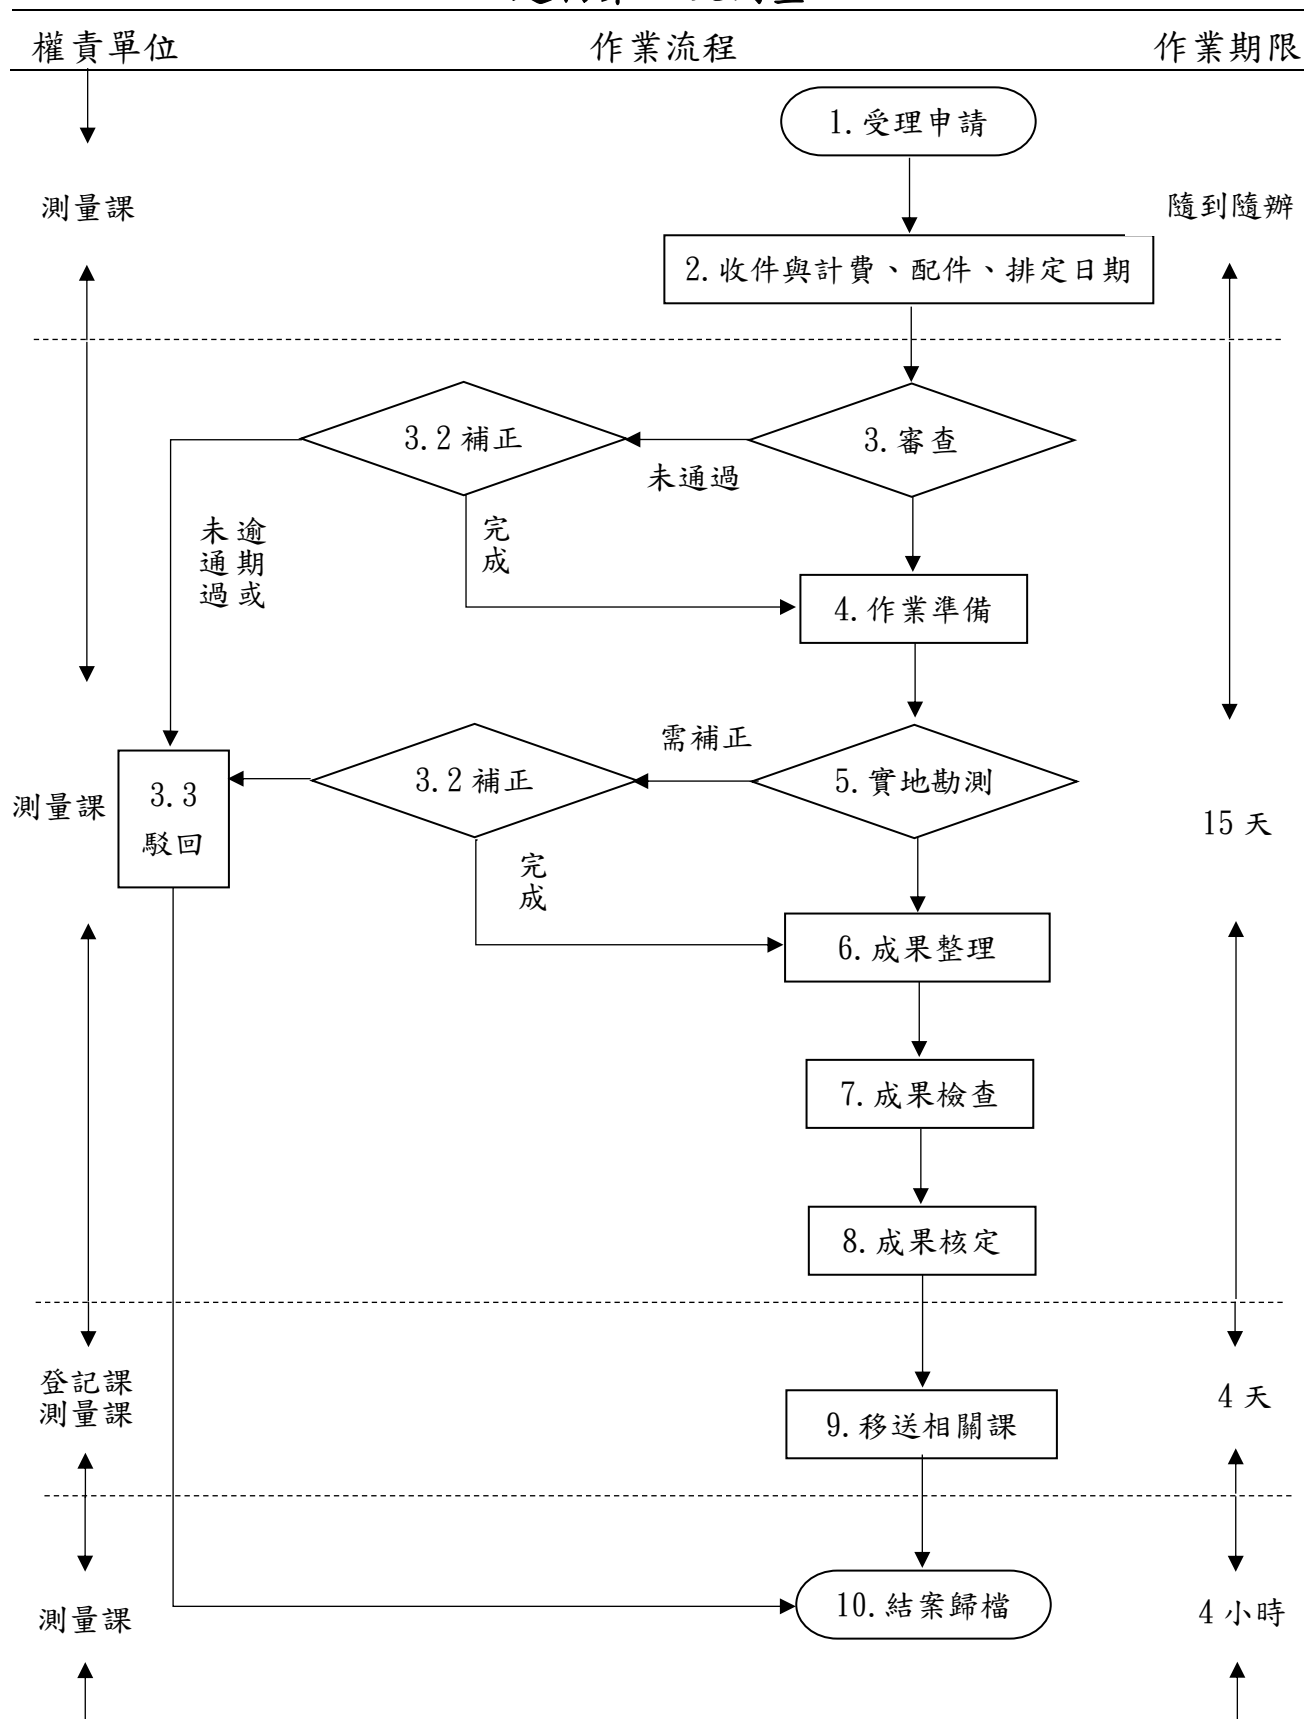 權責單位
作業流程
作業期限
1.受理申請
測量課
隨到隨辦
2.收件與計費、配件、排定日期
3.2補正
3.審查
未通過
完成
未通過或
逾期
4.作業準備
需補正
3.3
駁回
3.2補正
5.實地勘測
測量課
15天
完成
6.成果整理
7.成果檢查
8.成果核定
登記課
測量課
4天
9.移送相關課
測量課
10.結案歸檔
4小時